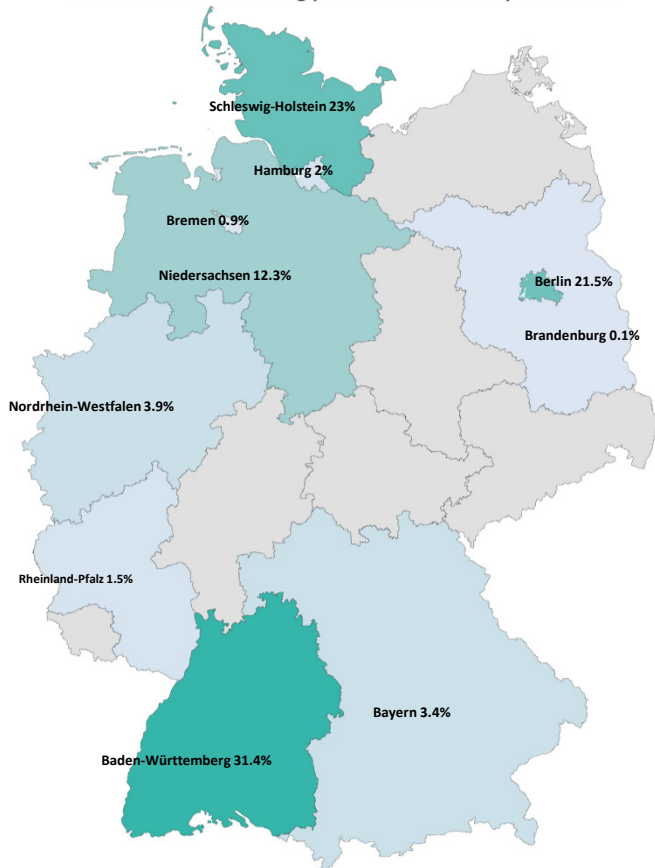 Schleswig-Holstein 23%
Hamburg 2%
Bremen 0.9%
Niedersachsen 12.3%
Berlin 21.5%
Brandenburg 0.1%
Nordrhein-Westfalen 3.9%
Rheinland-Pfalz 1.5%
Bayern 3.4%
Baden-Württemberg 31.4%